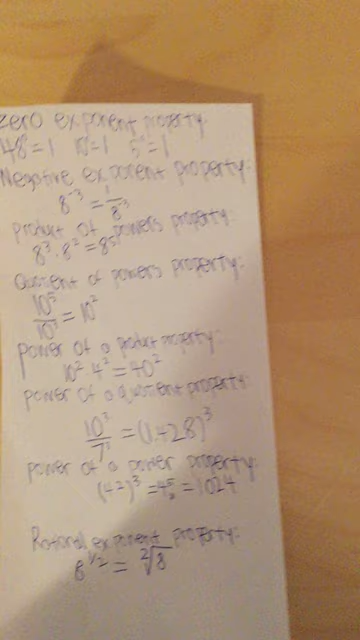 zero exponent property
48⁰=1 10⁰=1 5⁰=1
Negative exponent property:
8⁻³ = 1/8³
Product of powers property
8³·8² = 8⁵
Quotient of powers property:
10⁵/10³ = 10²
power of a product property:
10² 4² = 40²
power of a quotient property:
10³/7³ = (1.428)³
power of a power property:
= 1024
Rational exponent property:
8^1/2 = ²√8